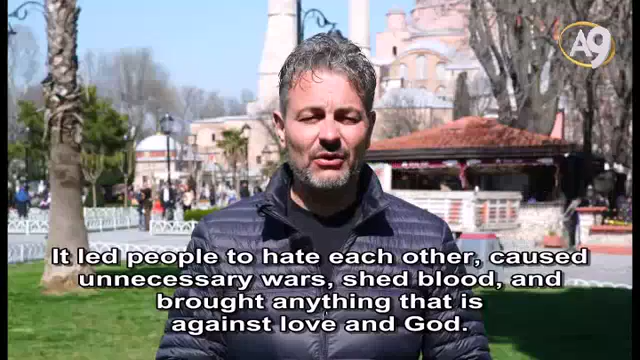 A9
It led people to hate each other, caused
unnecessary wars, shed blood, and
brought anything that is
against love and God.